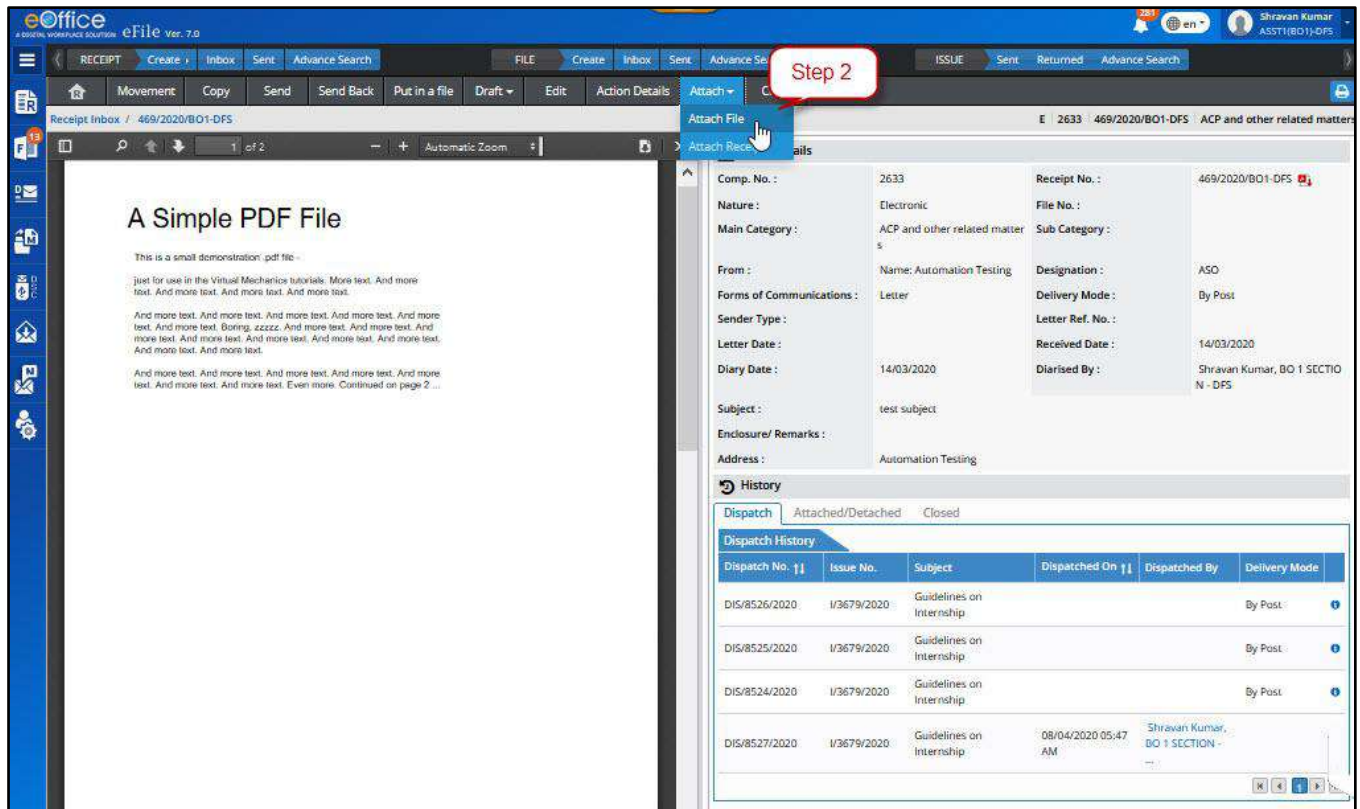 eOffice
A DIGITAL WORKPLACE SOLUTION eFile Ver. 7.0
281 en Shravan Kumar
ASST1(BO1)-DFS
RECEIPT Create Inbox Sent Advance Search FILE Create Inbox Sent Advance Se ISSUE Sent Returned Advance Search
Step 2
R Movement Copy Send Send Back Put in a file Draft Edit Action Details Attach C
Receipt Inbox / 469/2020/BO1-DFS Attach File E 2633 469/2020/BO1-DFS ACP and other related matters
13
1 of 2 Automatic Zoom Attach Rece ails
Comp. No. : 2633 Receipt No. : 469/2020/BO1-DFS
Nature : Electronic File No. :
Main Category : ACP and other related matter Sub Category :
s
From : Name: Automation Testing Designation : ASO
Forms of Communications : Letter Delivery Mode : By Post
Sender Type : Letter Ref. No. :
Letter Date : Received Date : 14/03/2020
Diary Date : 14/03/2020 Diarised By : Shravan Kumar, BO 1 SECTIO
N - DFS
Subject : test subject
Enclosure/ Remarks :
Address : Automation Testing
A Simple PDF File
This is a small demonstration .pdf file -
just for use in the Virtual Mechanics tutorials. More text. And more
text. And more text. And more text. And more text.
And more text. And more text. And more text. And more text. And more
text. And more text. Boring, zzzzz. And more text. And more text. And
more text. And more text. And more text. And more text. And more text.
And more text. And more text.
And more text. And more text. And more text. And more text. And more
text. And more text. And more text. Even more. Continued on page 2 ...
History
Dispatch Attached/Detached Closed
Dispatch History
Dispatch No. Issue No. Subject Dispatched On Dispatched By Delivery Mode
DIS/8526/2020 I/3679/2020 Guidelines on By Post
Internship
DIS/8525/2020 I/3679/2020 Guidelines on By Post
Internship
DIS/8524/2020 I/3679/2020 Guidelines on By Post
Internship
DIS/8527/2020 I/3679/2020 Guidelines on 08/04/2020 05:47 Shravan Kumar,
Internship AM BO 1 SECTION -
...
1